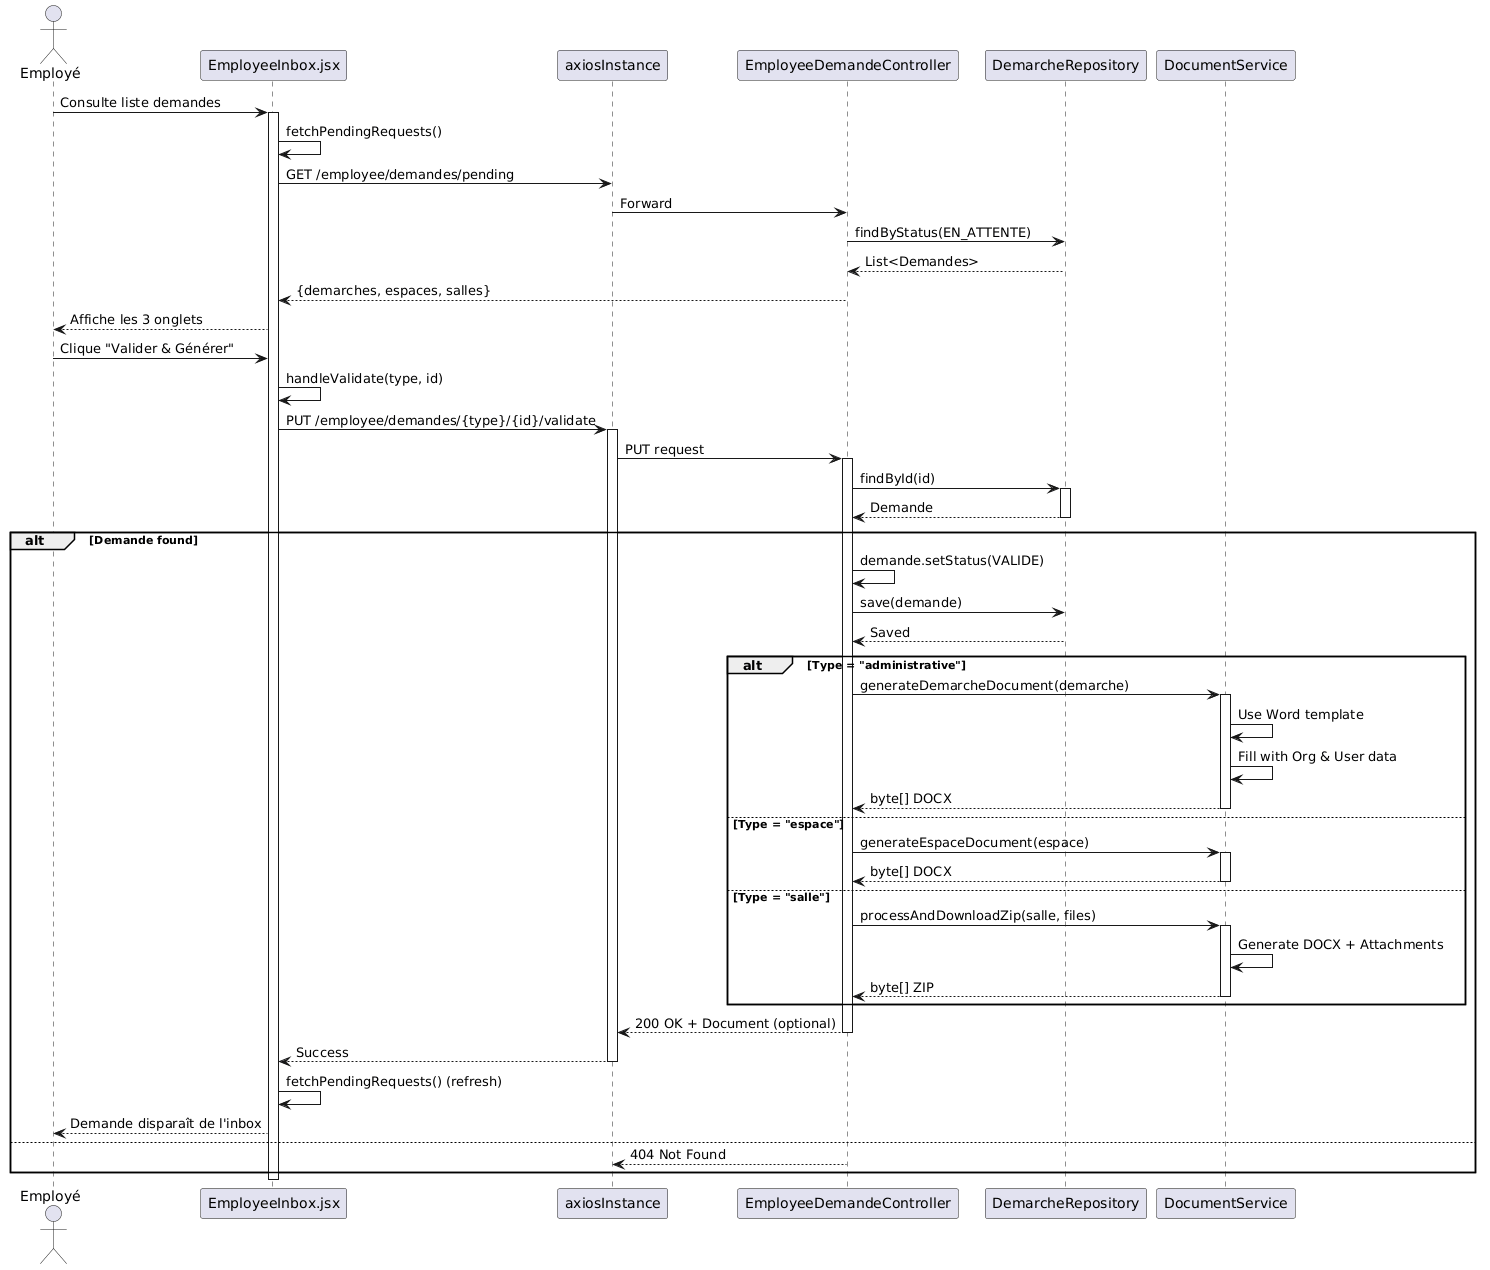 Employé
EmployeeInbox.jsx
axiosInstance
EmployeeDemandeController
DemarcheRepository
DocumentService
Consulte liste demandes
fetchPendingRequests()
GET /employee/demandes/pending
Forward
findByStatus(EN_ATTENTE)
List<Demandes>
{demarches, espaces, salles}
Affiche les 3 onglets
Clique "Valider & Générer"
handleValidate(type, id)
PUT /employee/demandes/{type}/{id}/validate
PUT request
findById(id)
Demande
alt [Demande found]
demande.setStatus(VALIDE)
save(demande)
Saved
alt [Type = "administrative"]
generateDemarcheDocument(demarche)
Use Word template
Fill with Org & User data
byte[] DOCX
[Type = "espace"]
generateEspaceDocument(espace)
byte[] DOCX
[Type = "salle"]
processAndDownloadZip(salle, files)
Generate DOCX + Attachments
byte[] ZIP
200 OK + Document (optional)
Success
fetchPendingRequests() (refresh)
Demande disparaît de l'inbox
404 Not Found
Employé
EmployeeInbox.jsx
axiosInstance
EmployeeDemandeController
DemarcheRepository
DocumentService